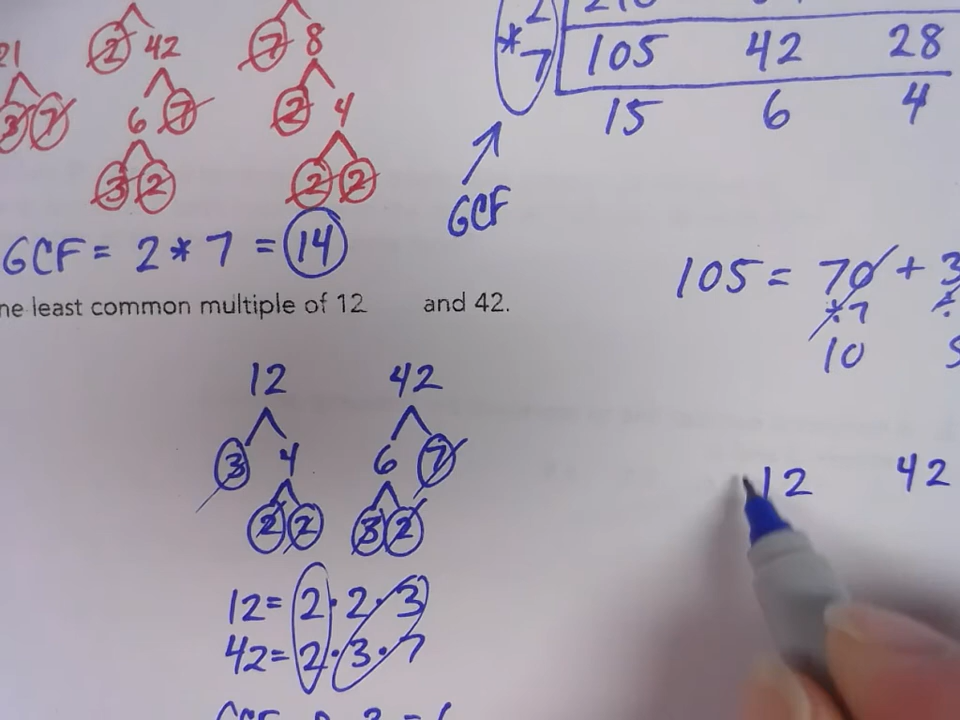 21 2 42 7 8
3 7 6 7 2 4
3 2 2 2
GCF = 2 * 7 = 14
least common multiple of 12 and 42.
12 42
3 4 6 7
2 2 3 2
12 = 2 · 2 · 3
42 = 2 · 3 · 7
* 2
7 105 42 28
15 6 4
GCF
105 = 70 + 3
*7
10
12 42